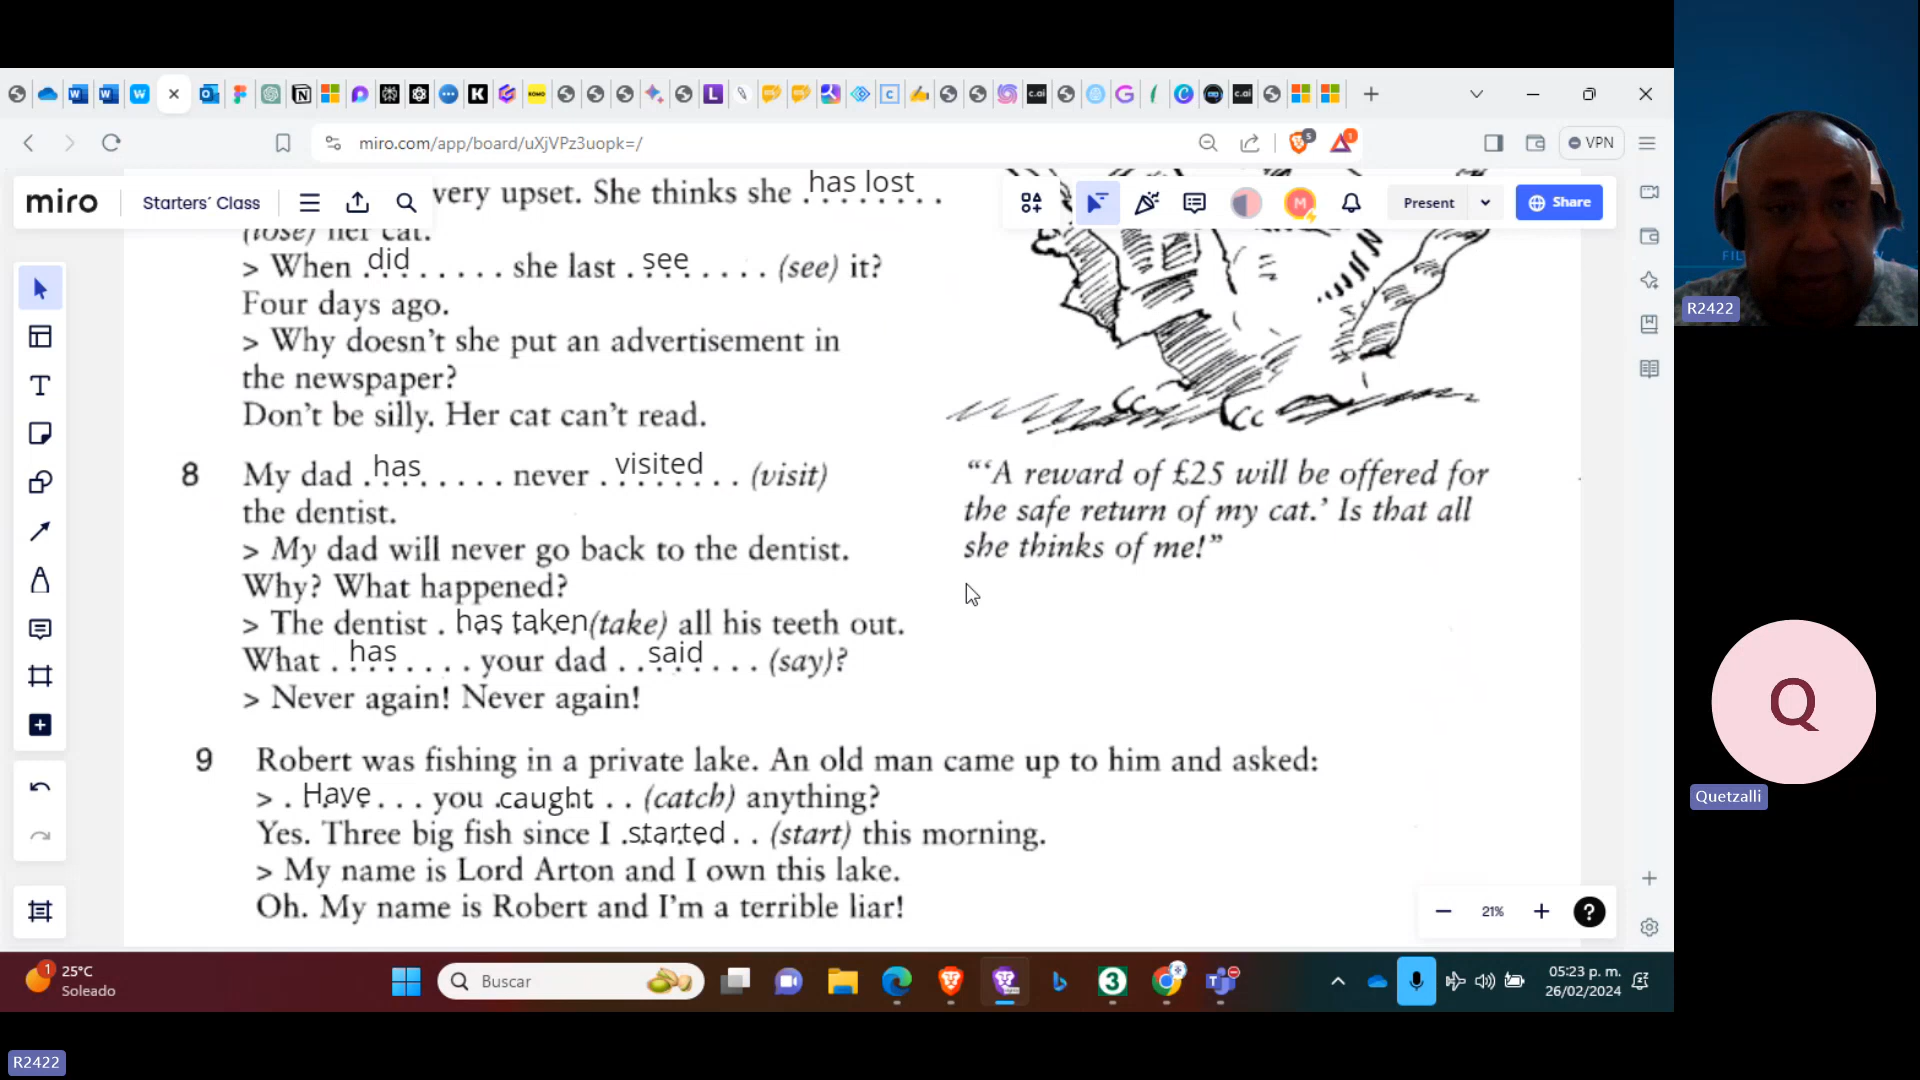 miro.com/app/board/uXjVPz3uopk=/
VPN
miro
Starters´ Class
Present
Share
very upset. She thinks she has lost
(lose) her cat.
> When did she last see (see) it?
Four days ago.
> Why doesn't she put an advertisement in
the newspaper?
Don't be silly. Her cat can't read.
8 My dad has never visited (visit)
the dentist.
> My dad will never go back to the dentist.
Why? What happened?
> The dentist . has taken (take) all his teeth out.
What has your dad said (say)?
> Never again! Never again!
"'A reward of £25 will be offered for
the safe return of my cat.' Is that all
she thinks of me!"
9 Robert was fishing in a private lake. An old man came up to him and asked:
> . Have . . . you caught . . (catch) anything?
Yes. Three big fish since I started . . (start) this morning.
> My name is Lord Arton and I own this lake.
Oh. My name is Robert and I'm a terrible liar!
21%
25°C
Soleado
Buscar
05:23 p. m.
26/02/2024
R2422
Q
Quetzalli
R2422